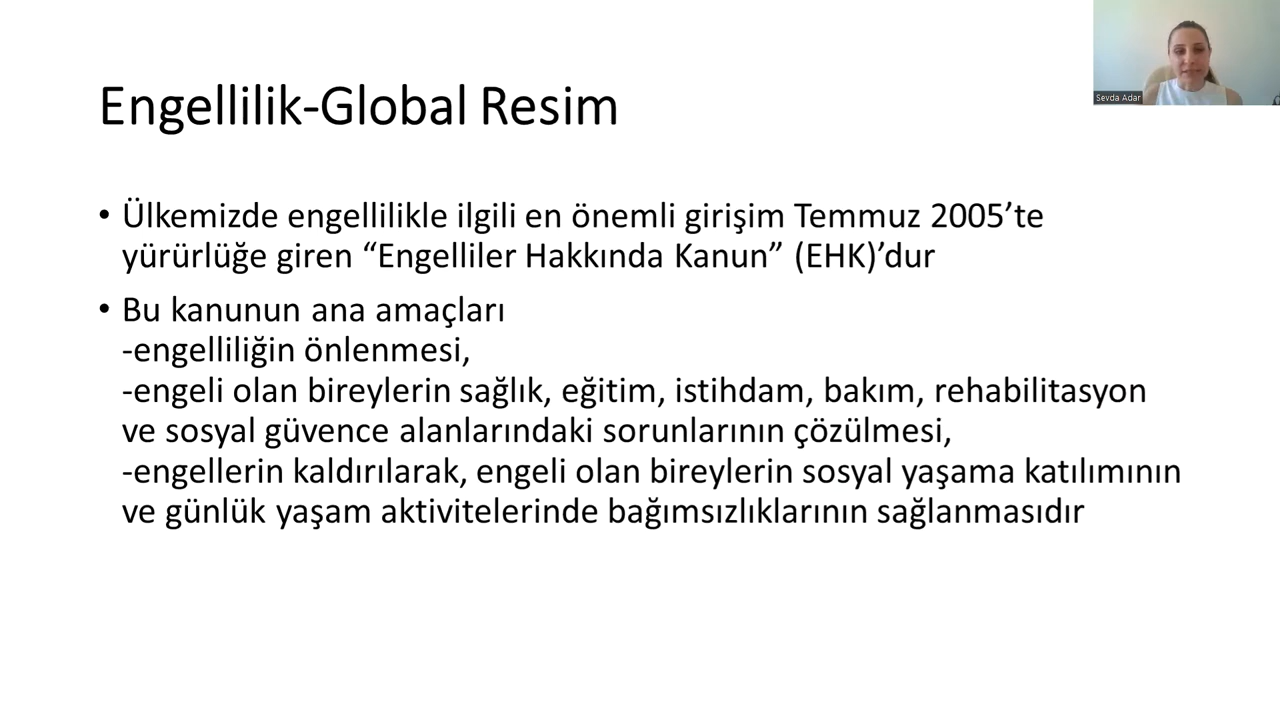 Engellilik-Global Resim
Sevda Adar
• Ülkemizde engellilikle ilgili en önemli girişim Temmuz 2005’te
yürürlüğe giren “Engelliler Hakkında Kanun” (EHK)’dur
• Bu kanunun ana amaçları
-engelliliğin önlenmesi,
-engeli olan bireylerin sağlık, eğitim, istihdam, bakım, rehabilitasyon
ve sosyal güvence alanlarındaki sorunlarının çözülmesi,
-engellerin kaldırılarak, engeli olan bireylerin sosyal yaşama katılımının
ve günlük yaşam aktivitelerinde bağımsızlıklarının sağlanmasıdır